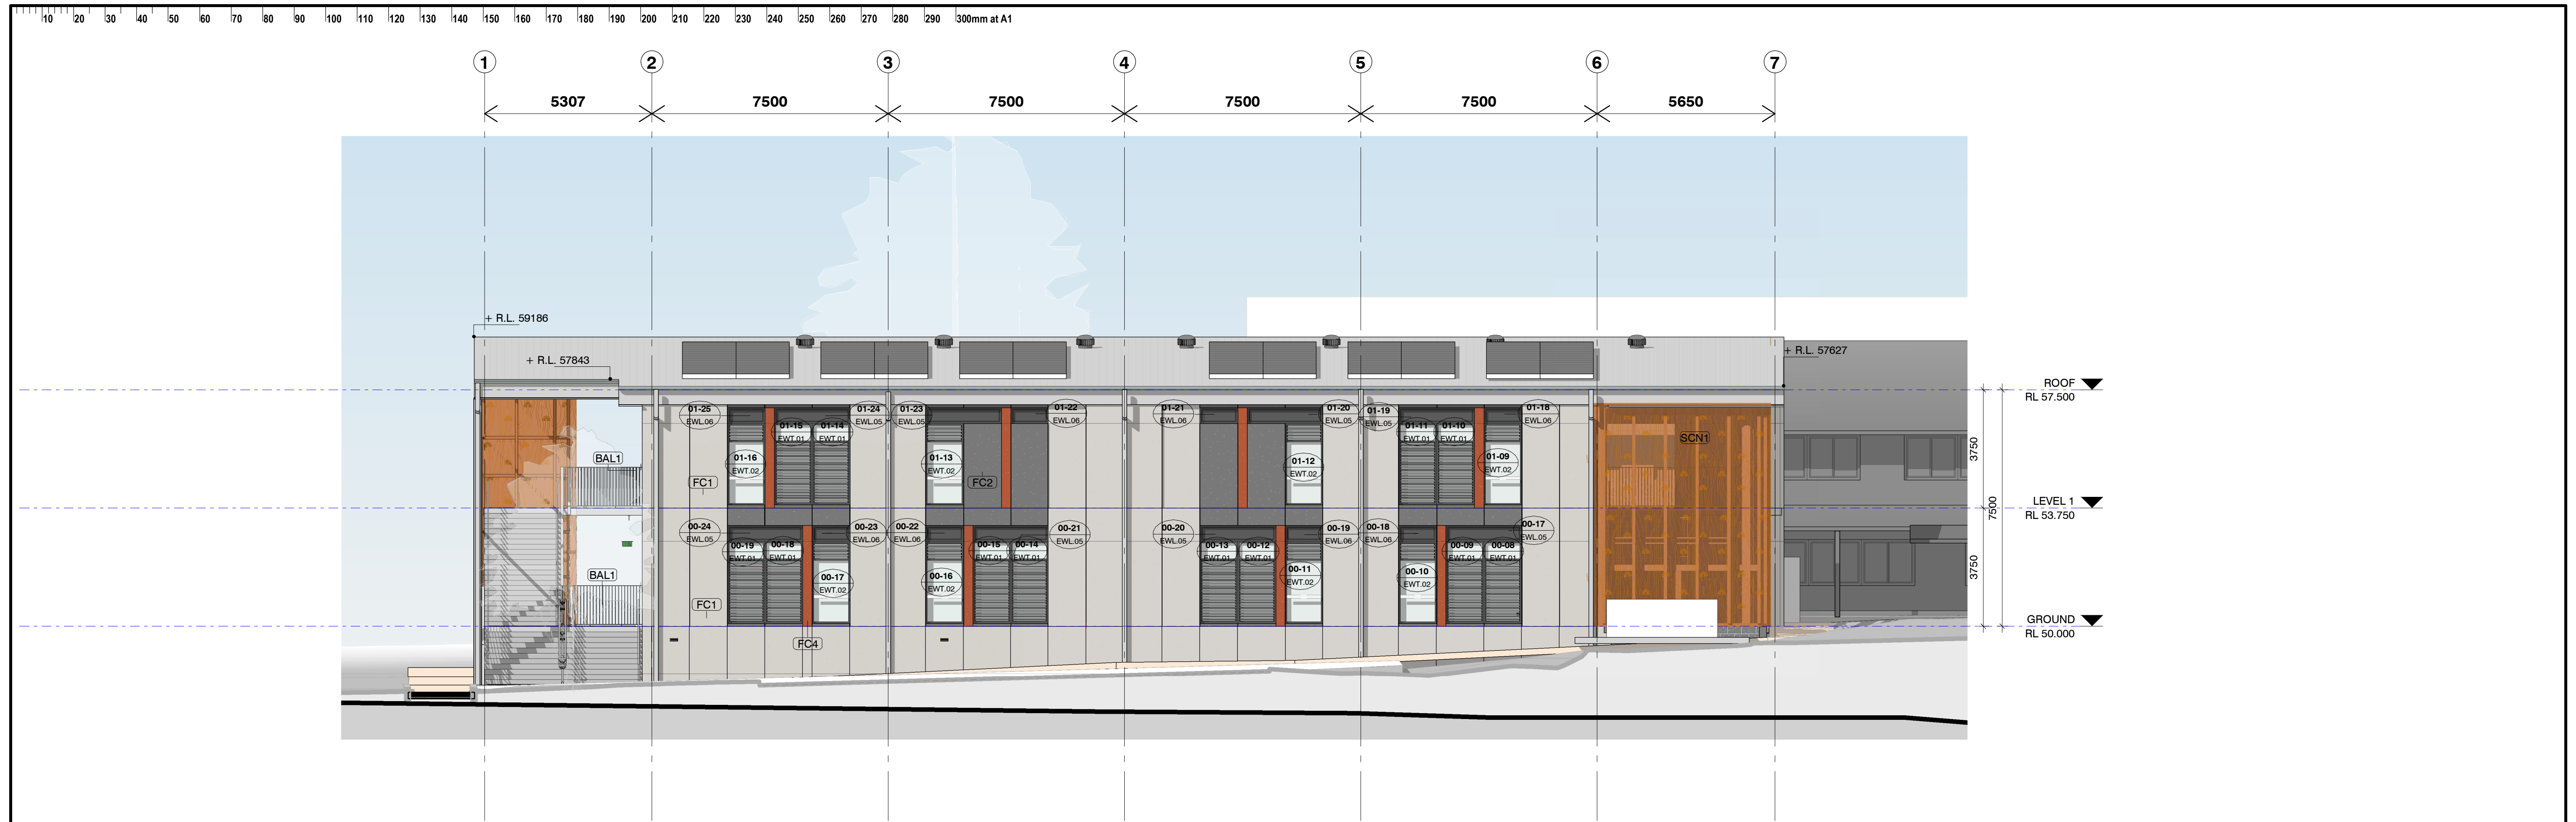 10 20 30 40 50 60 70 80 90 100 110 120 130 140 150 160 170 180 190 200 210 220 230 240 250 260 270 280 290 300mm at A1
1 2 3 4 5 6 7
5307 7500 7500 7500 7500 5650
+ R.L. 59186
+ R.L. 57843
+ R.L. 57627
ROOF
RL 57.500
01-25
EWL.06
01-15
EWT.01
01-14
EWT.01
01-24
EWL.05
01-23
EWL.05
01-22
EWL.06
01-21
EWL.06
01-20
EWL.05
01-19
EWL.05
01-11
EWT.01
01-10
EWT.01
01-18
EWL.06
SCN1
BAL1
01-16
EWT.02
01-13
EWT.02
01-12
EWT.02
01-09
EWT.02
FC1
FC2
3750
LEVEL 1
RL 53.750
7500
00-24
EWL.05
00-19
EWT.01
00-18
EWT.01
00-23
EWL.06
00-22
EWL.06
00-15
EWT.01
00-14
EWT.01
00-21
EWL.05
00-20
EWL.05
00-13
EWT.01
00-12
EWT.01
00-19
EWL.06
00-18
EWL.06
00-09
EWT.01
00-08
EWT.01
00-17
EWL.05
BAL1
00-17
EWT.02
00-16
EWT.02
00-11
EWT.02
00-10
EWT.02
3750
FC1
FC4
GROUND
RL 50.000